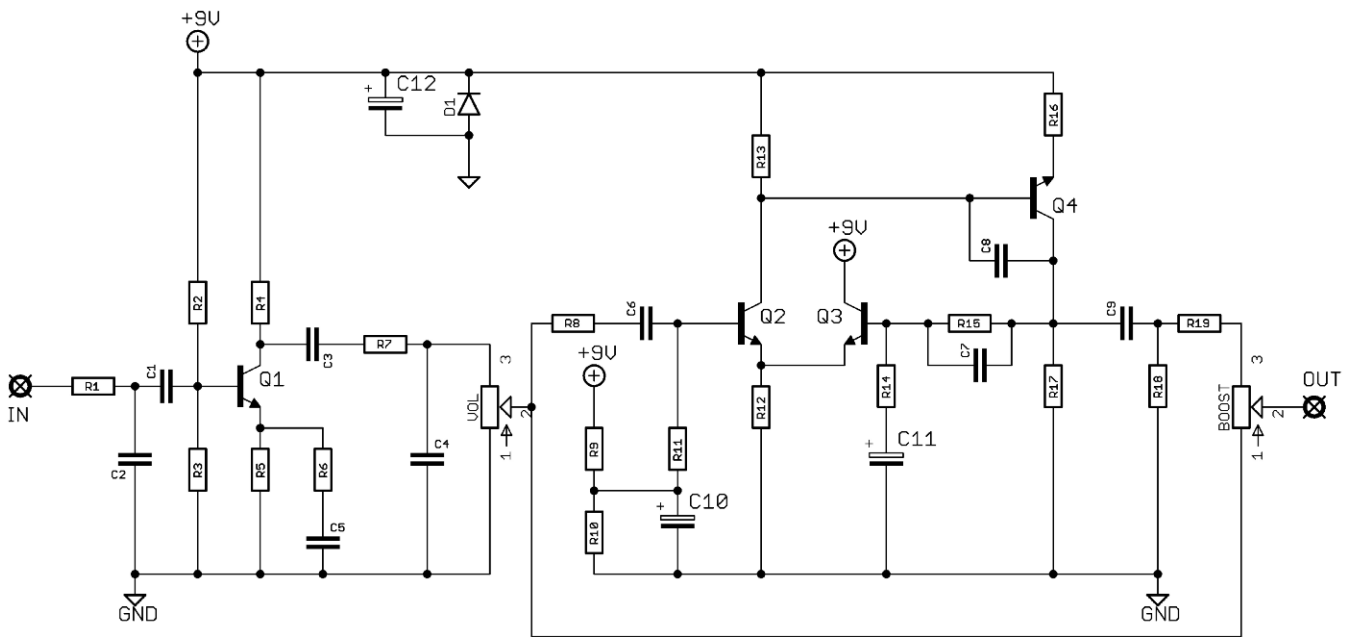 +9V
C12
D1
R16
R13
Q4
+9V
C8
R2
R4
C6
Q2
Q3
R15
C9
R8
R19
C3
R7
C7
+9V
3
3
IN
R1
C1
Q1
VOL
2
R14
R12
R17
R18
BOOST
2
OUT
C2
R3
R5
R6
C4
1
R9
R11
C11
1
C5
R10
C10
GND
GND